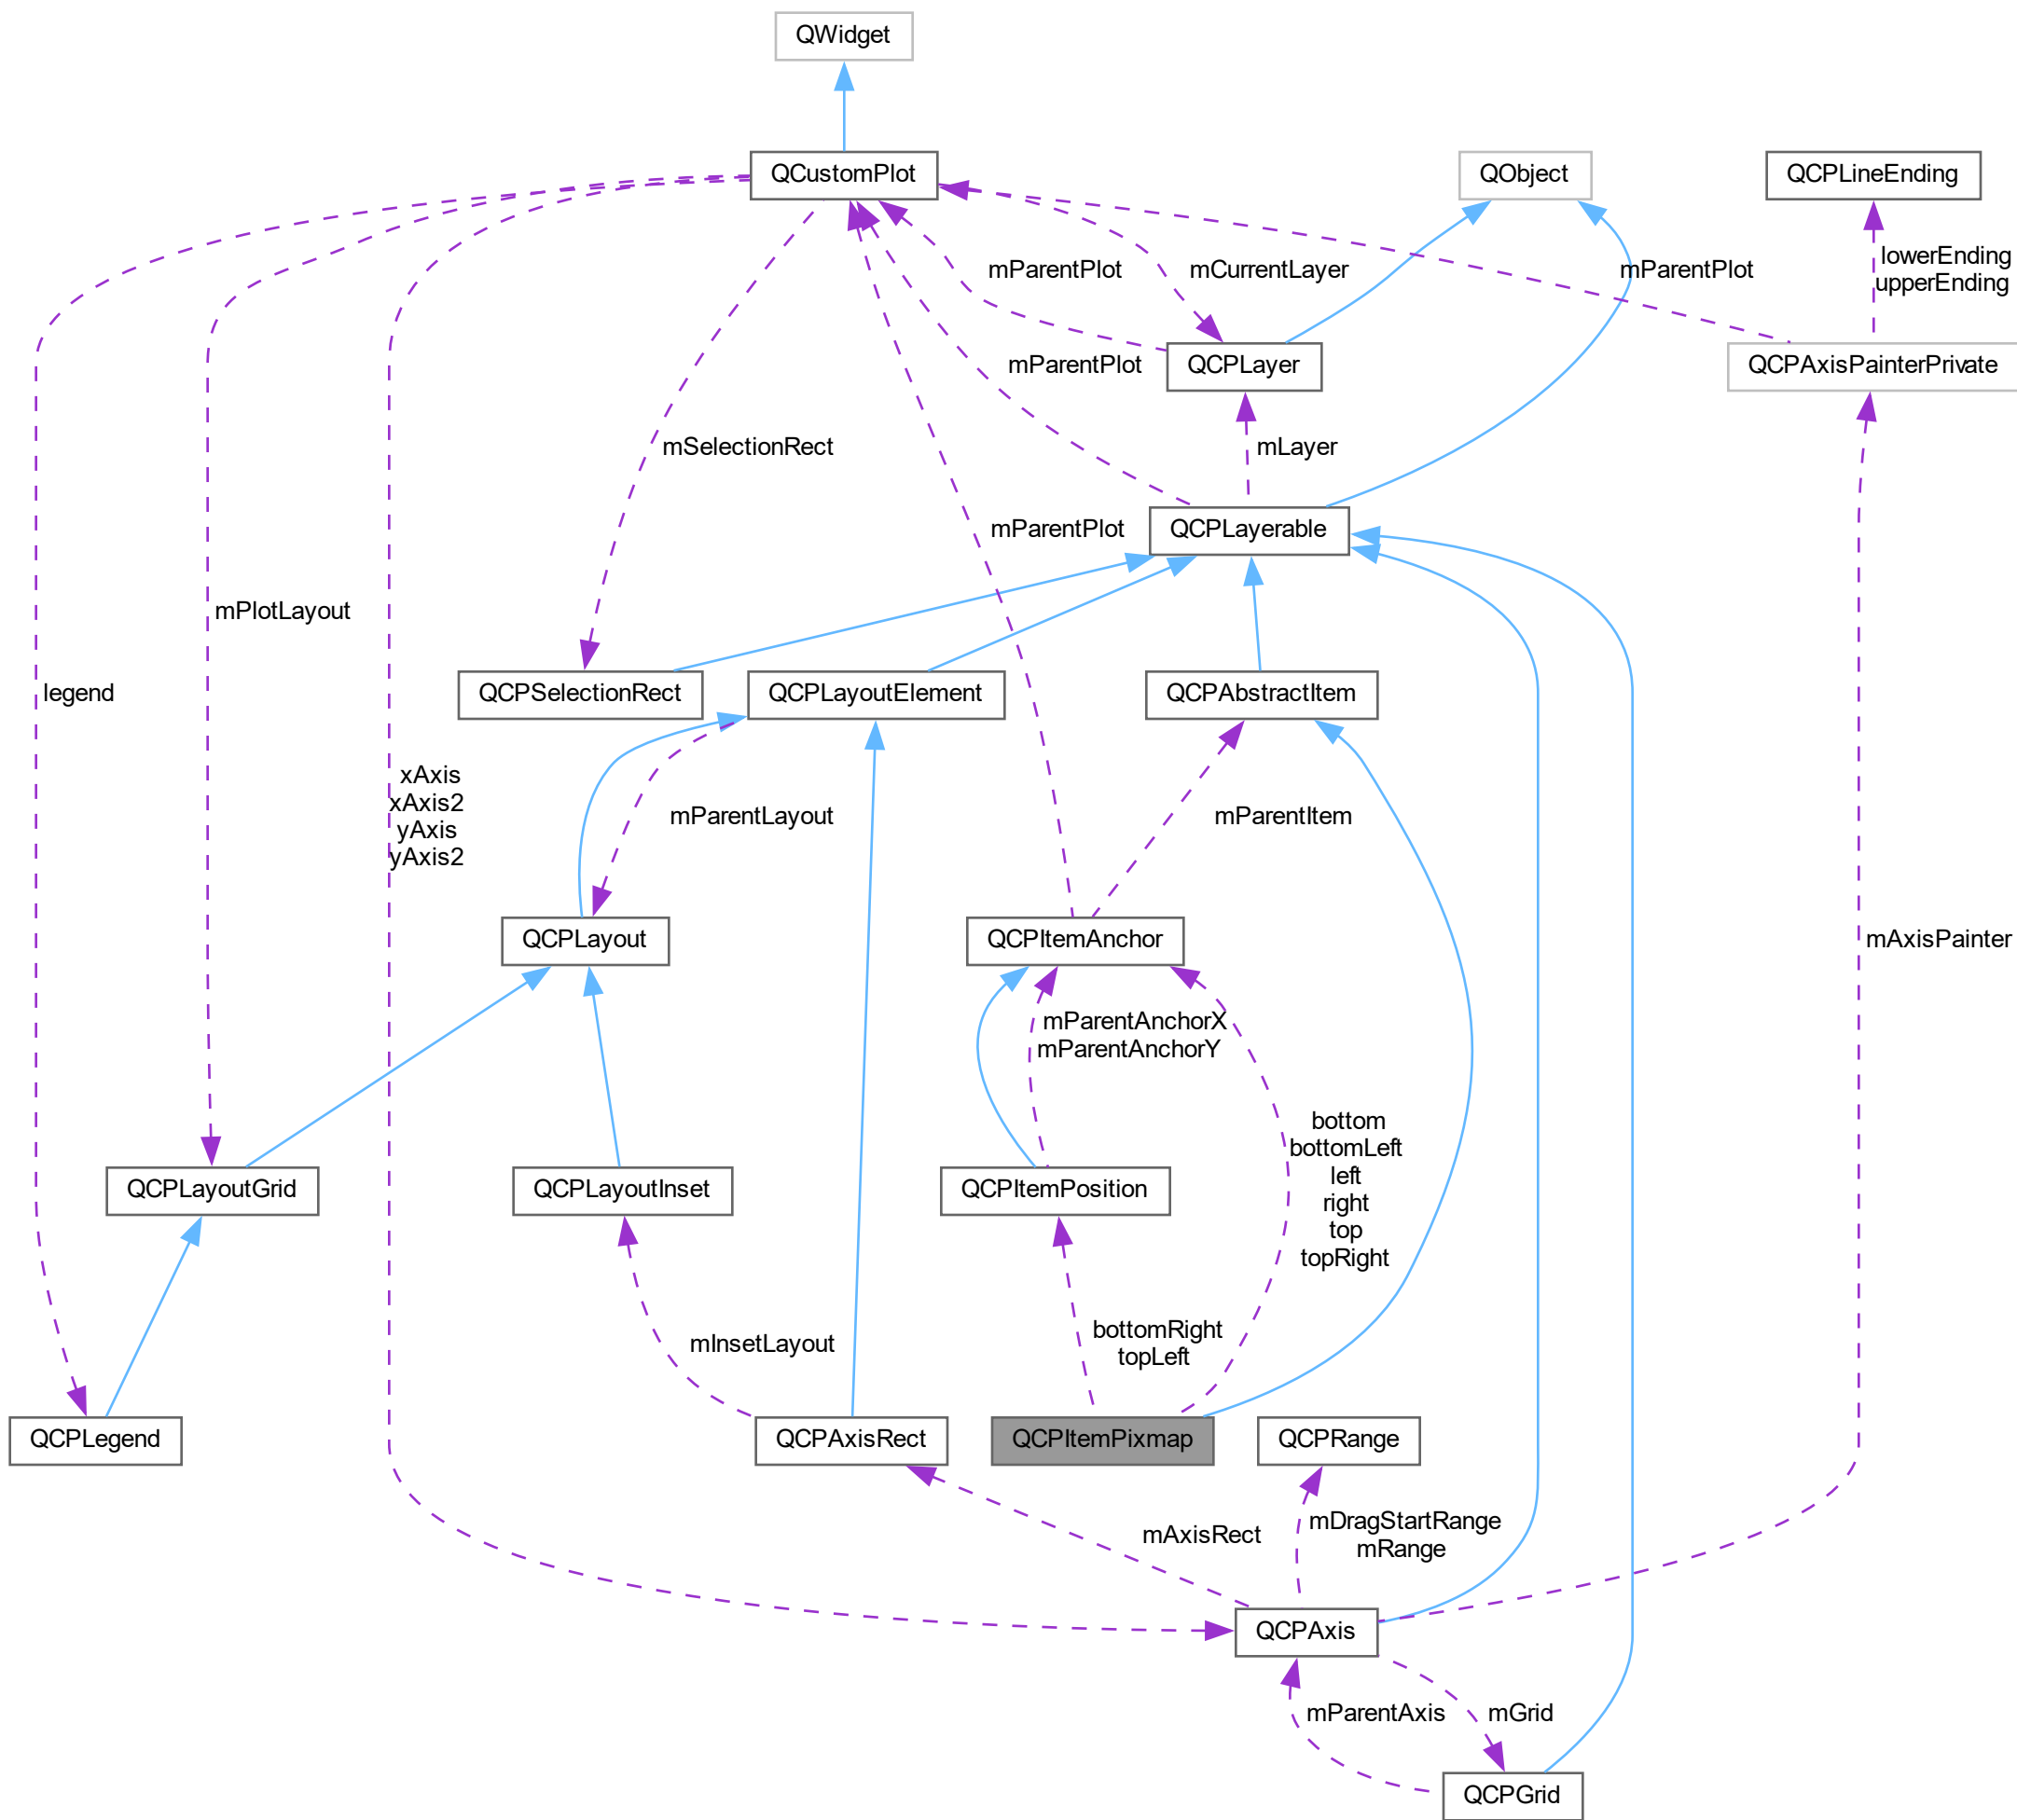 QWidget
QCustomPlot
QObject
QCPLineEnding
mParentPlot
mCurrentLayer
mParentPlot
lowerEnding
upperEnding
QCPLayer
QCPAxisPainterPrivate
mParentPlot
mSelectionRect
mLayer
mParentPlot
QCPLayerable
mPlotLayout
legend
QCPSelectionRect
QCPLayoutElement
QCPAbstractItem
xAxis
xAxis2
yAxis
yAxis2
mParentLayout
mParentItem
QCPLayout
QCPItemAnchor
mAxisPainter
mParentAnchorX
mParentAnchorY
bottom
bottomLeft
left
right
top
topRight
QCPLayoutGrid
QCPLayoutInset
QCPItemPosition
mInsetLayout
bottomRight
topLeft
QCPLegend
QCPAxisRect
QCPItemPixmap
QCPRange
mAxisRect
mDragStartRange
mRange
QCPAxis
mParentAxis
mGrid
QCPGrid